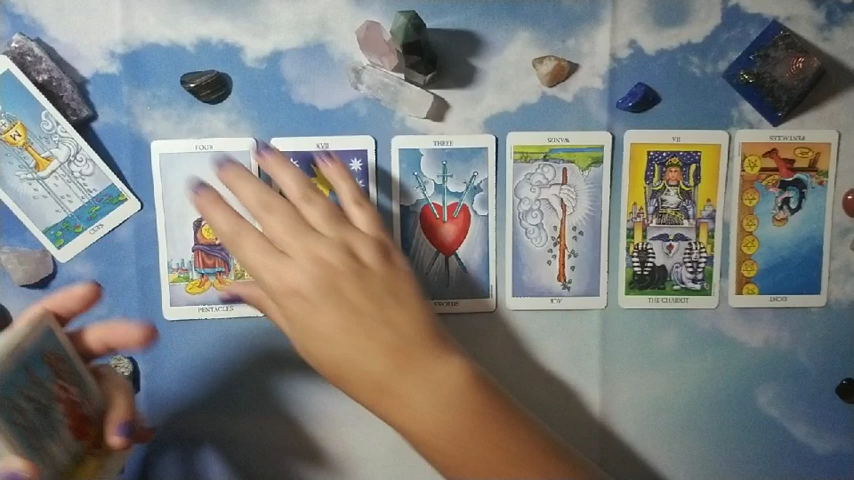 CUPS
FOUR
PENTACLES
XVII
THREE
SWORDS
WANDS
ACE
VII
THE CHARIOT
PENTACLES
EIGHT